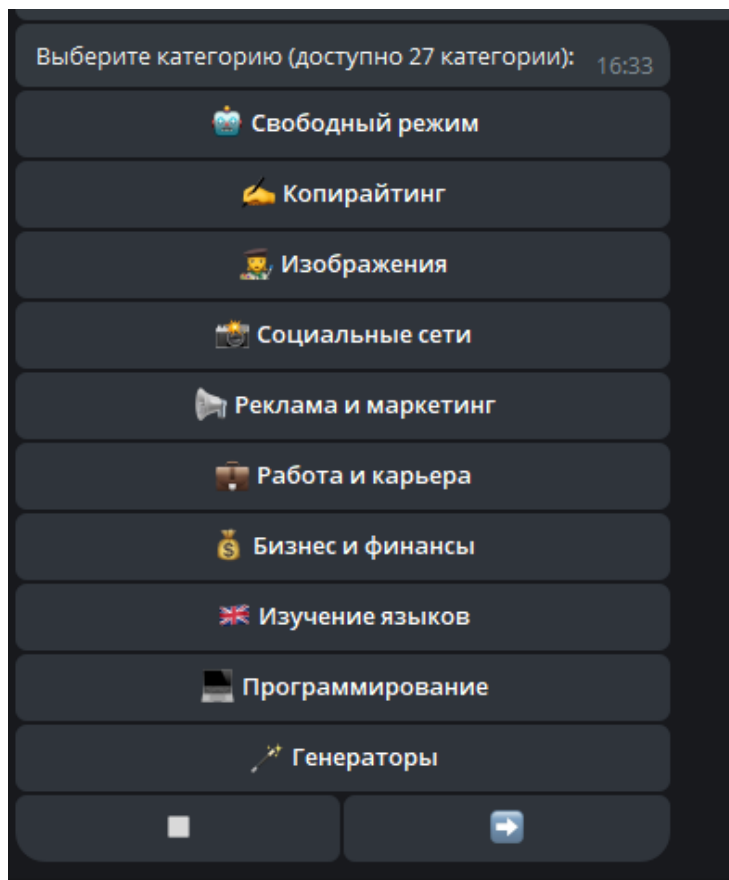 Выберите категорию (доступно 27 категории):
16:33
🤖 Свободный режим
✍️ Копирайтинг
👩‍🎨 Изображения
📸 Социальные сети
📢 Реклама и маркетинг
💼 Работа и карьера
💰 Бизнес и финансы
🇬🇧 Изучение языков
💻 Программирование
🪄 Генераторы
◻️ ➡️